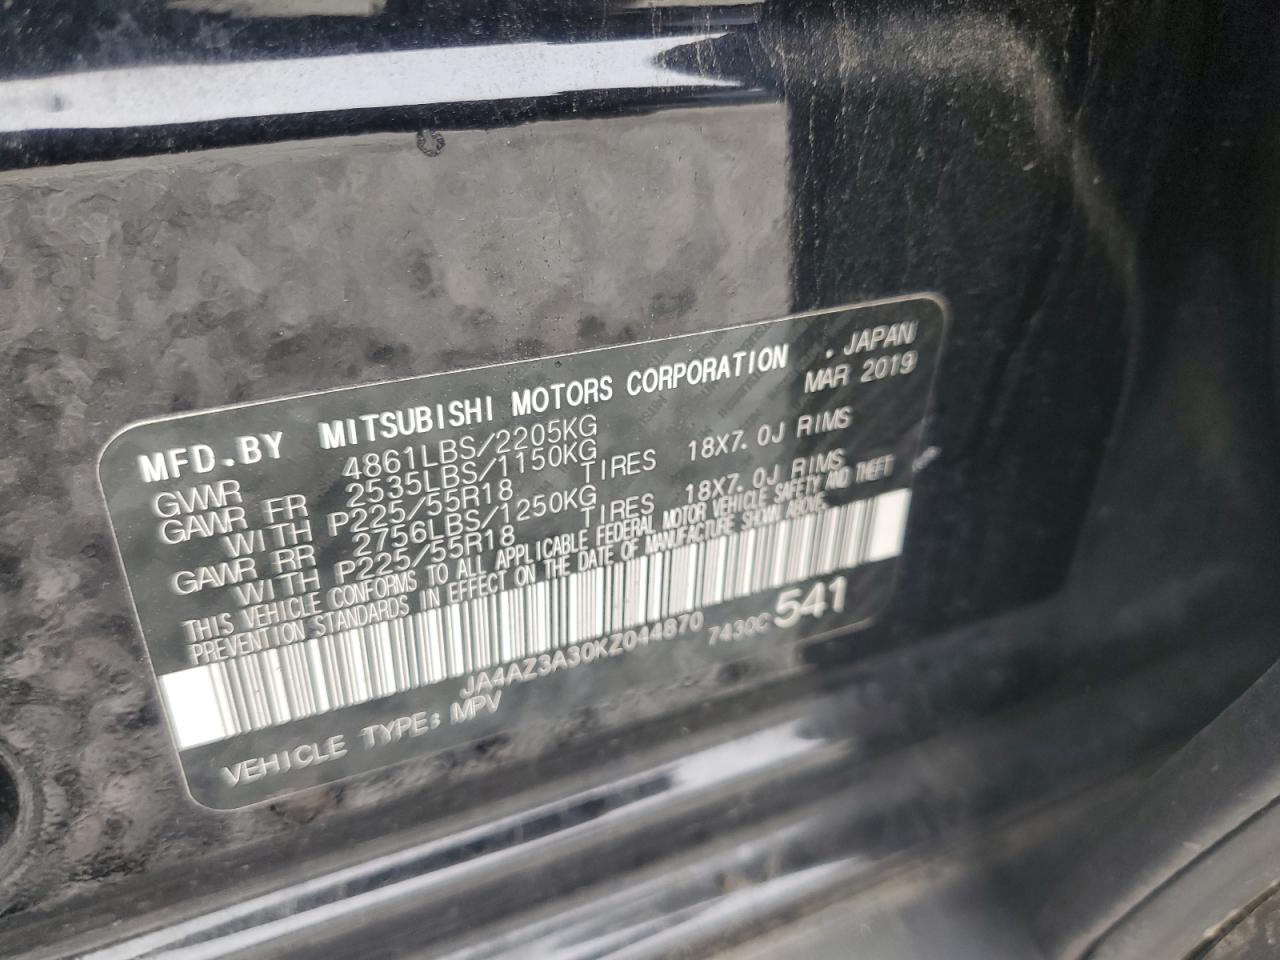 MFD.BY MITSUBISHI MOTORS CORPORATION . JAPAN
MAR 2019
GWWR 4861LBS/2205KG
GAWR FR 2535LBS/1150KG
WITH P225/55R18 TIRES 18X7.0J RIMS
GAWR RR 2756LBS/1250KG
WITH P225/55R18 TIRES 18X7.0J RIMS
THIS VEHICLE CONFORMS TO ALL APPLICABLE FEDERAL MOTOR VEHICLE SAFETY AND THEFT
PREVENTION STANDARDS IN EFFECT ON THE DATE OF MANUFACTURE SHOWN ABOVE.
JA4AZ3A30KZ044870 7430C 541
VEHICLE TYPE: MPV